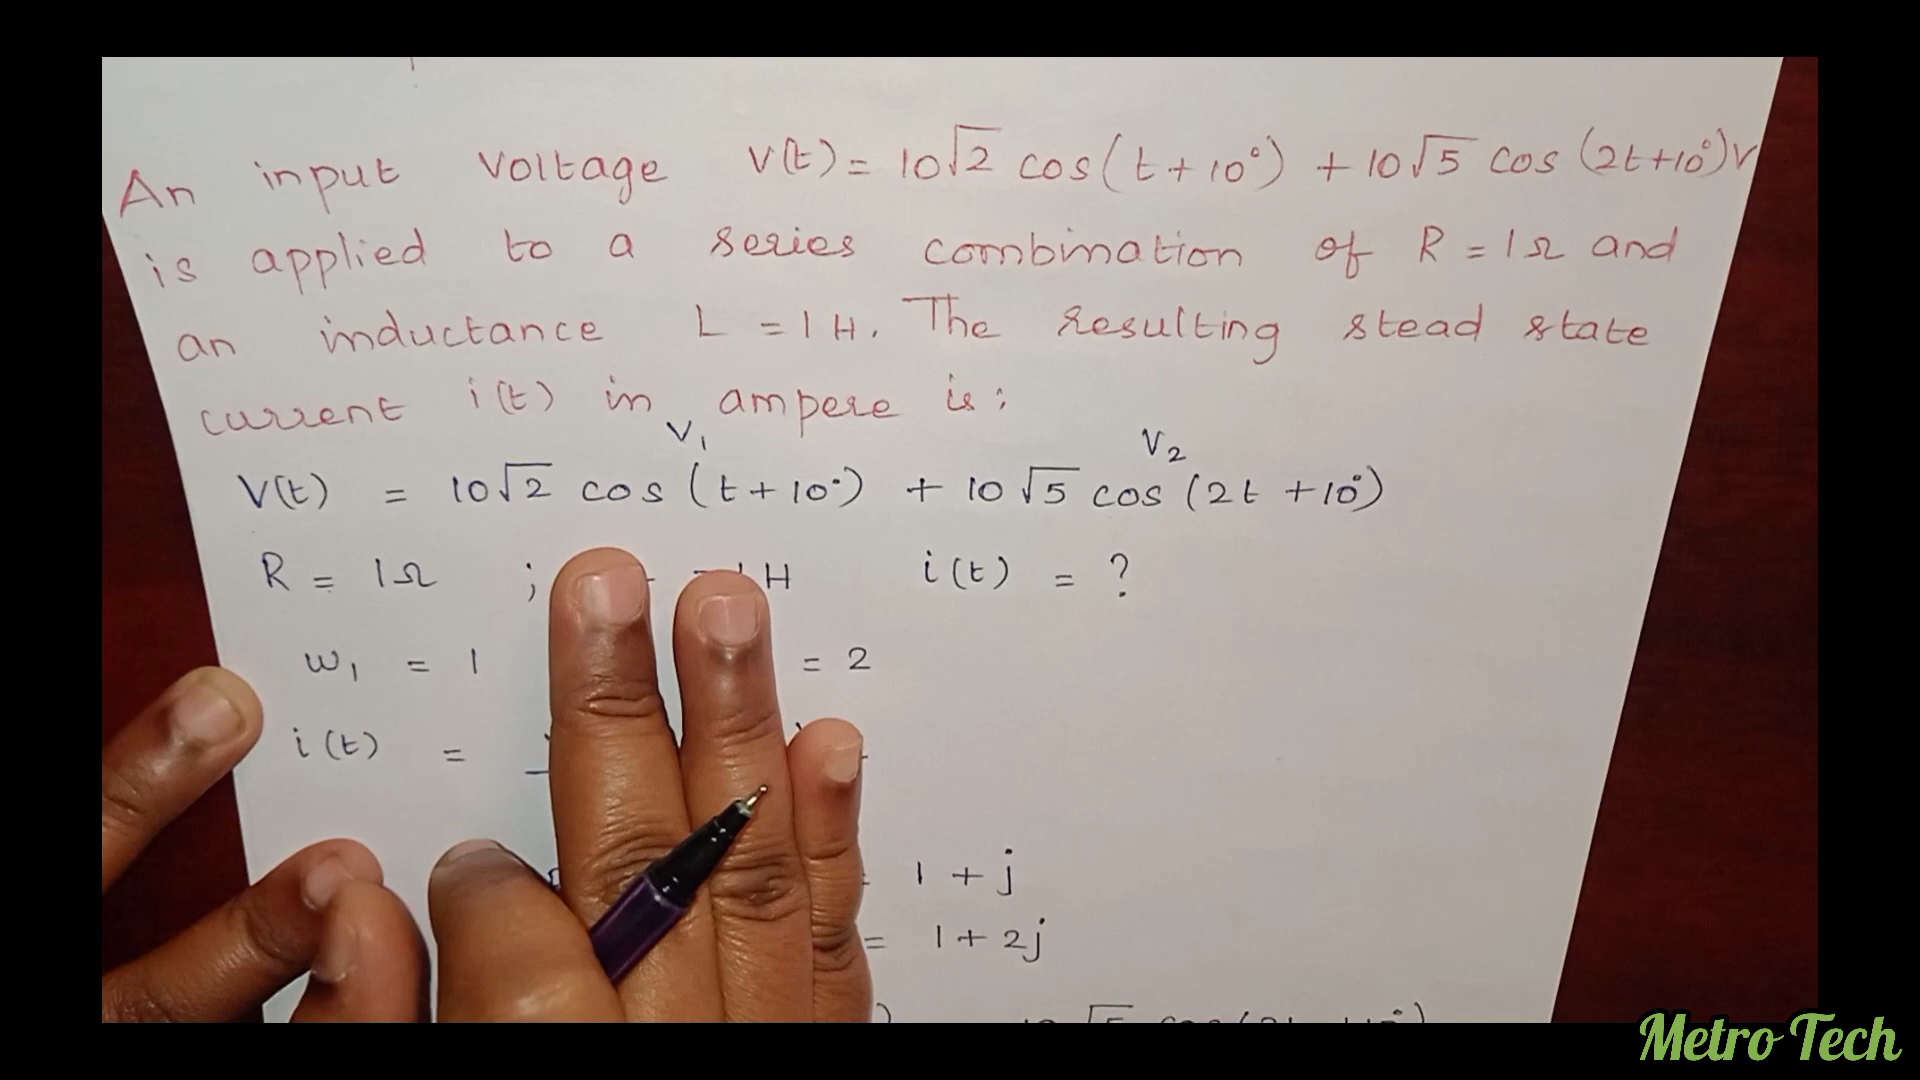 An input voltage V(t) = 10√2 cos(t+10°) + 10√5 cos(2t+10°)V
is applied to a series combination of R = 1Ω and
an inductance L = 1 H. The resulting stead state
current i(t) in ampere is:
V₁ V₂
V(t) = 10√2 cos(t+10°) + 10√5 cos(2t+10°)
R = 1Ω ; H i(t) = ?
ω₁ = 1 = 2
i(t) =
1 + j
= 1 + 2j
Metro Tech